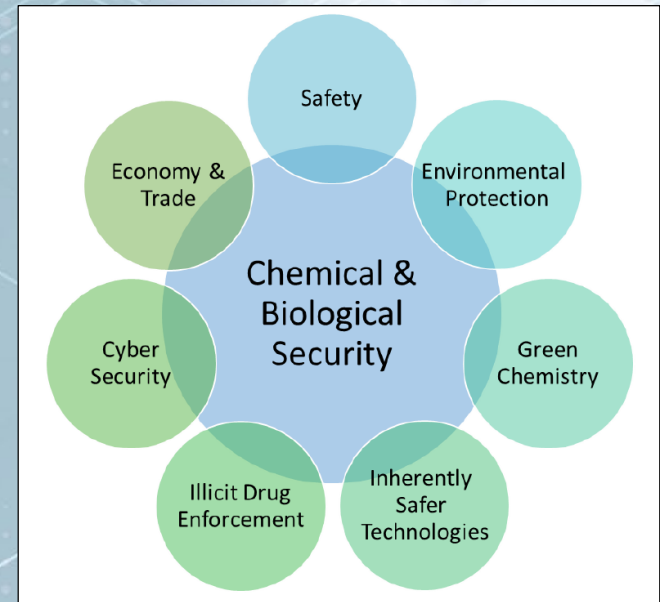 Safety
Environmental
Protection
Green
Chemistry
Inherently
Safer
Technologies
Illicit Drug
Enforcement
Cyber
Security
Economy &
Trade
Chemical &
Biological
Security